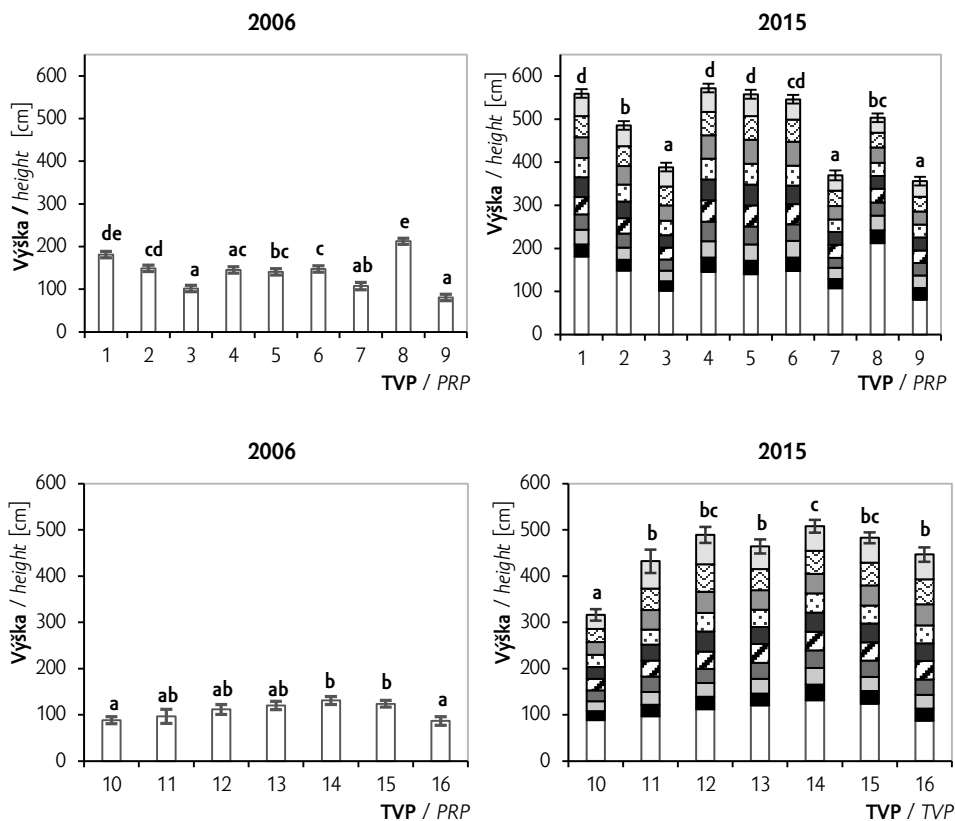 2006
Výška / height [cm]
600
500
400
300
200
100
0
de cd a ac bc c ab e a
1 2 3 4 5 6 7 8 9
TVP / PRP
2015
Výška / height [cm]
600
500
400
300
200
100
0
d b a d d cd a bc a
1 2 3 4 5 6 7 8 9
TVP / PRP
2006
Výška / height [cm]
600
500
400
300
200
100
0
a ab ab ab b b a
10 11 12 13 14 15 16
TVP / PRP
2015
Výška / height [cm]
600
500
400
300
200
100
0
a b bc b c bc b
10 11 12 13 14 15 16
TVP / TVP